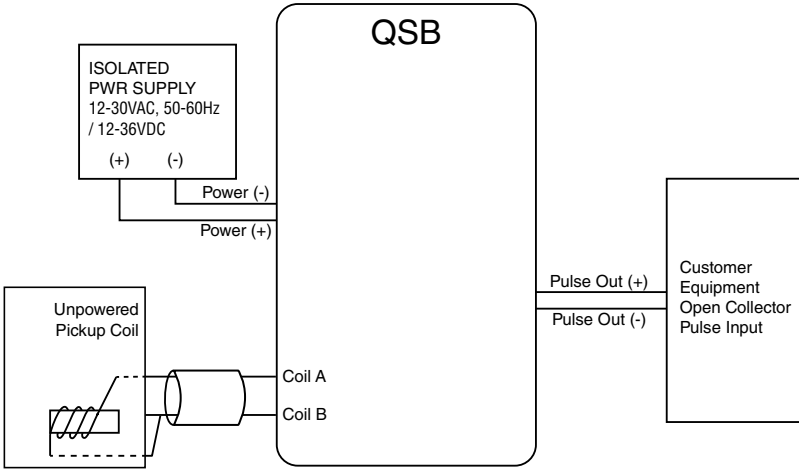 QSB
ISOLATED
PWR SUPPLY
12-30VAC, 50-60Hz
/ 12-36VDC
(+) (-)
Power (-)
Power (+)
Unpowered
Pickup Coil
Coil A
Coil B
Pulse Out (+)
Pulse Out (-)
Customer
Equipment
Open Collector
Pulse Input